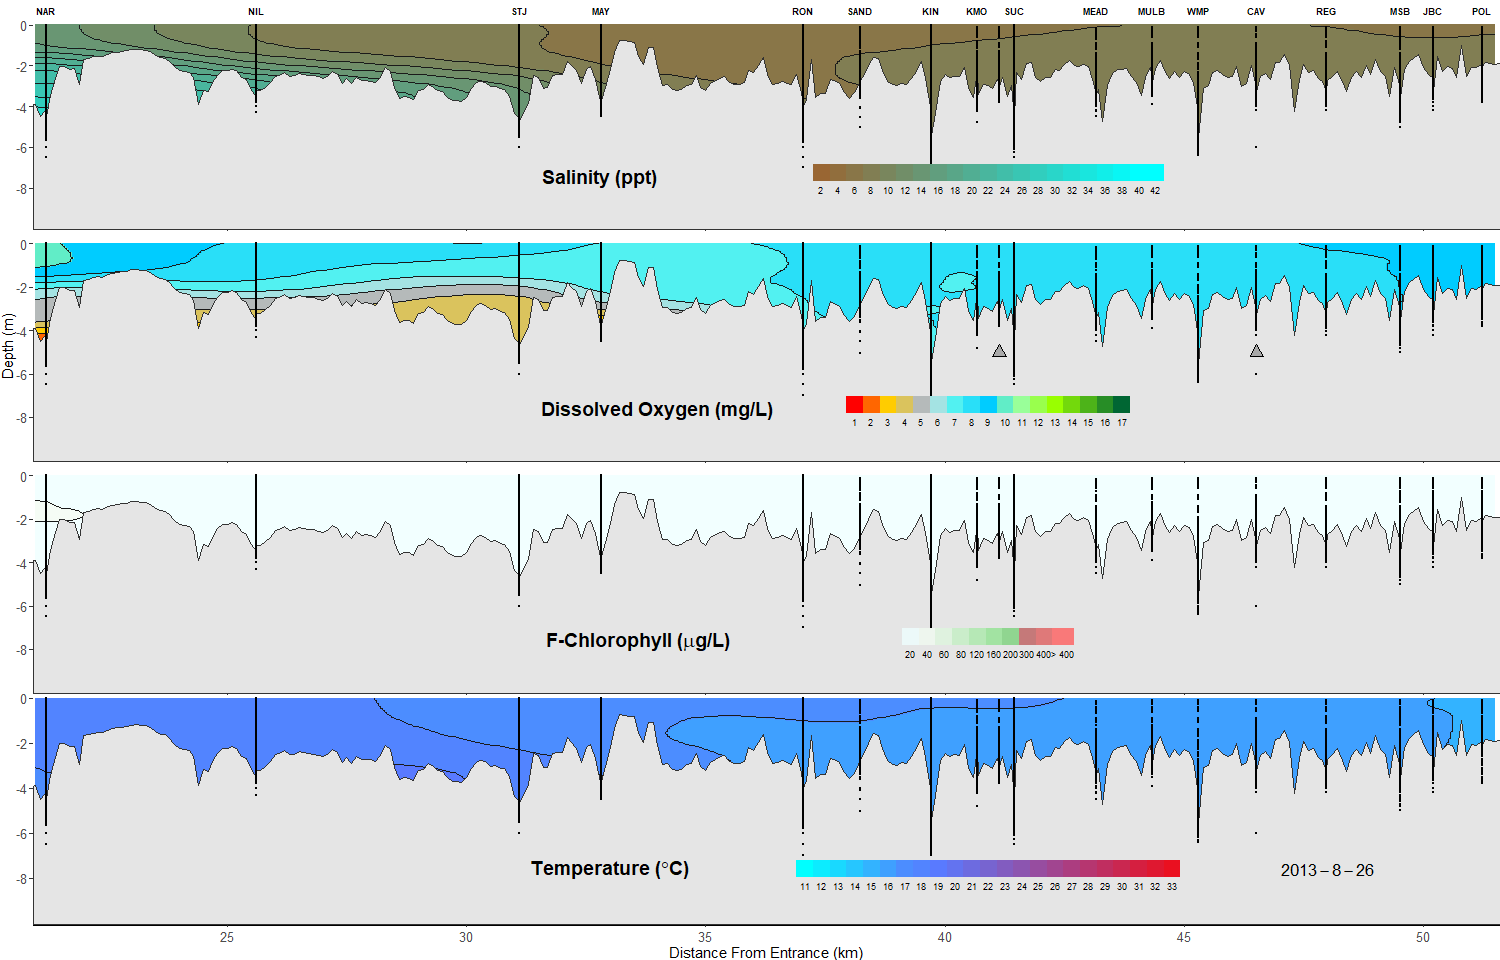 NAR NIL STJ MAY RON SAND KIN KMO SUC MEAD MULB WMP CAV REG MSB JBC POL
0
-2
-4
-6
-8
Salinity (ppt)
2 4 6 8 10 12 14 16 18 20 22 24 26 28 30 32 34 36 38 40 42
0
-2
-4
-6
-8
Depth (m)
Dissolved Oxygen (mg/L)
1 2 3 4 5 6 7 8 9 10 11 12 13 14 15 16 17
0
-2
-4
-6
-8
F-Chlorophyll (μg/L)
20 40 60 80 120 160 200 300 400 > 400
0
-2
-4
-6
-8
Temperature (°C)
11 12 13 14 15 16 17 18 19 20 21 22 23 24 25 26 27 28 29 30 31 32 33
2013 – 8 – 26
25 30 35 40 45 50
Distance From Entrance (km)